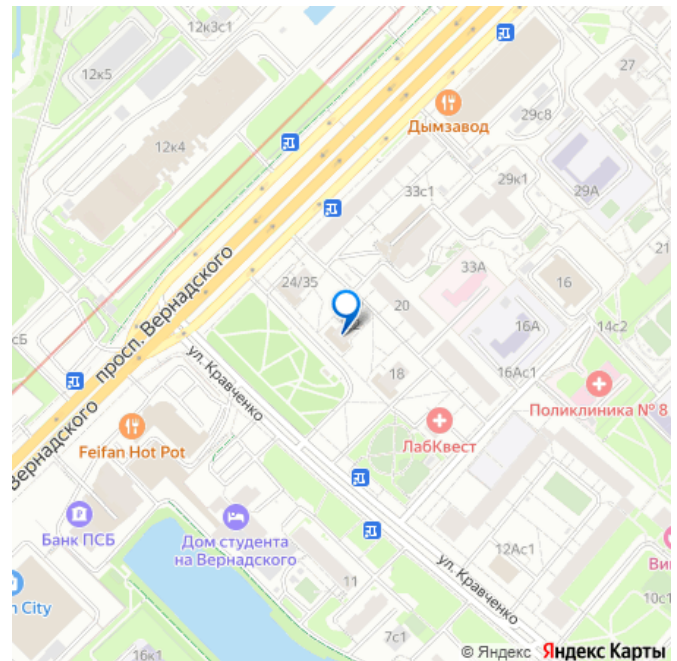 12к3с1
12к5
27
Дымзавод
29с8
12к4
29к1
33с1
29А
просп. Вернадского
33А
21
24/35
16
20
16А
14с2
ул. Кравченко
18
16Ас1
Поликлиника № 8
Вернадского
Feifan Hot Pot
ЛабКвест
Банк ПСБ
Дом студента
на Вернадского
12Ас1
ул. Кравченко
11
n City
10с1
7с1
16к1
© Яндекс Яндекс Карты